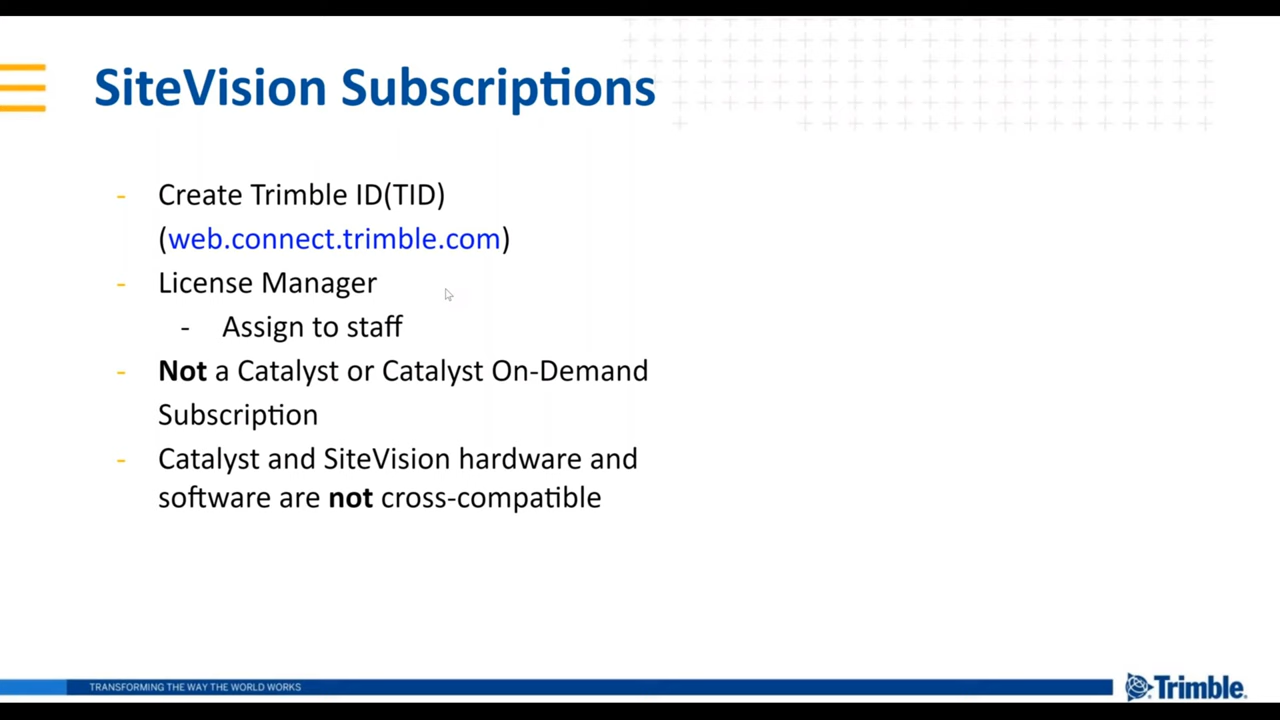 SiteVision Subscriptions
- Create Trimble ID(TID)
(web.connect.trimble.com)
- License Manager
- Assign to staff
- Not a Catalyst or Catalyst On-Demand
Subscription
- Catalyst and SiteVision hardware and
software are not cross-compatible
TRANSFORMING THE WAY THE WORLD WORKS
Trimble